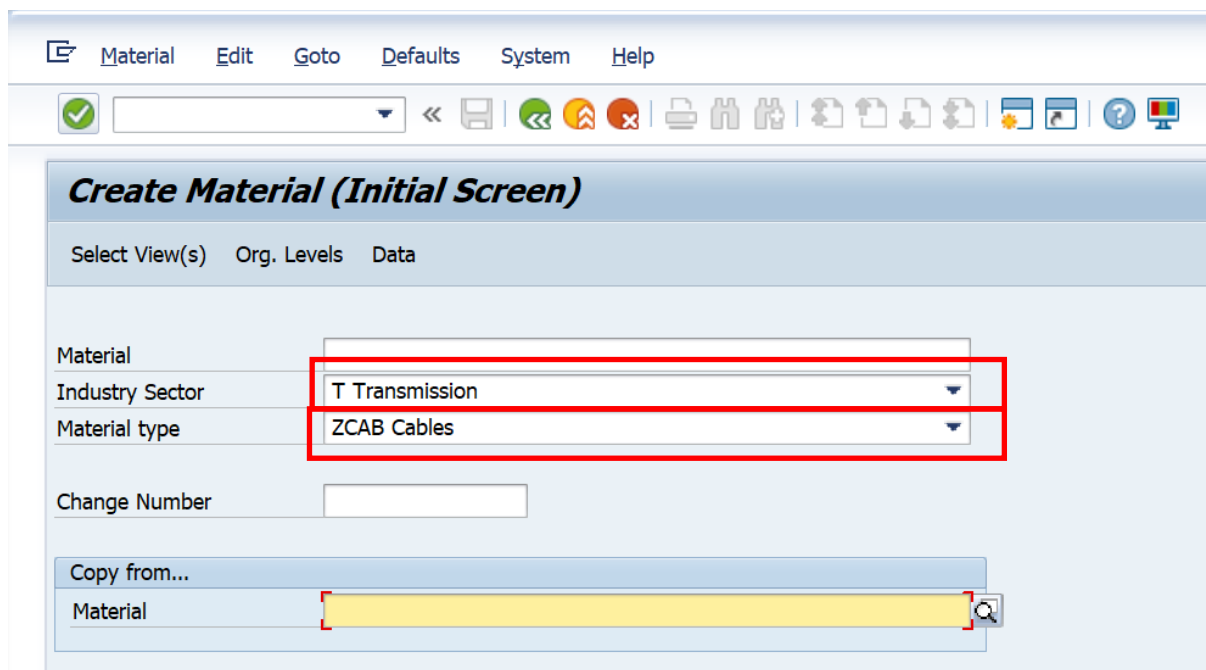 Material Edit Goto Defaults System Help
Create Material (Initial Screen)
Select View(s) Org. Levels Data
Material
Industry Sector T Transmission
Material type ZCAB Cables
Change Number
Copy from...
Material